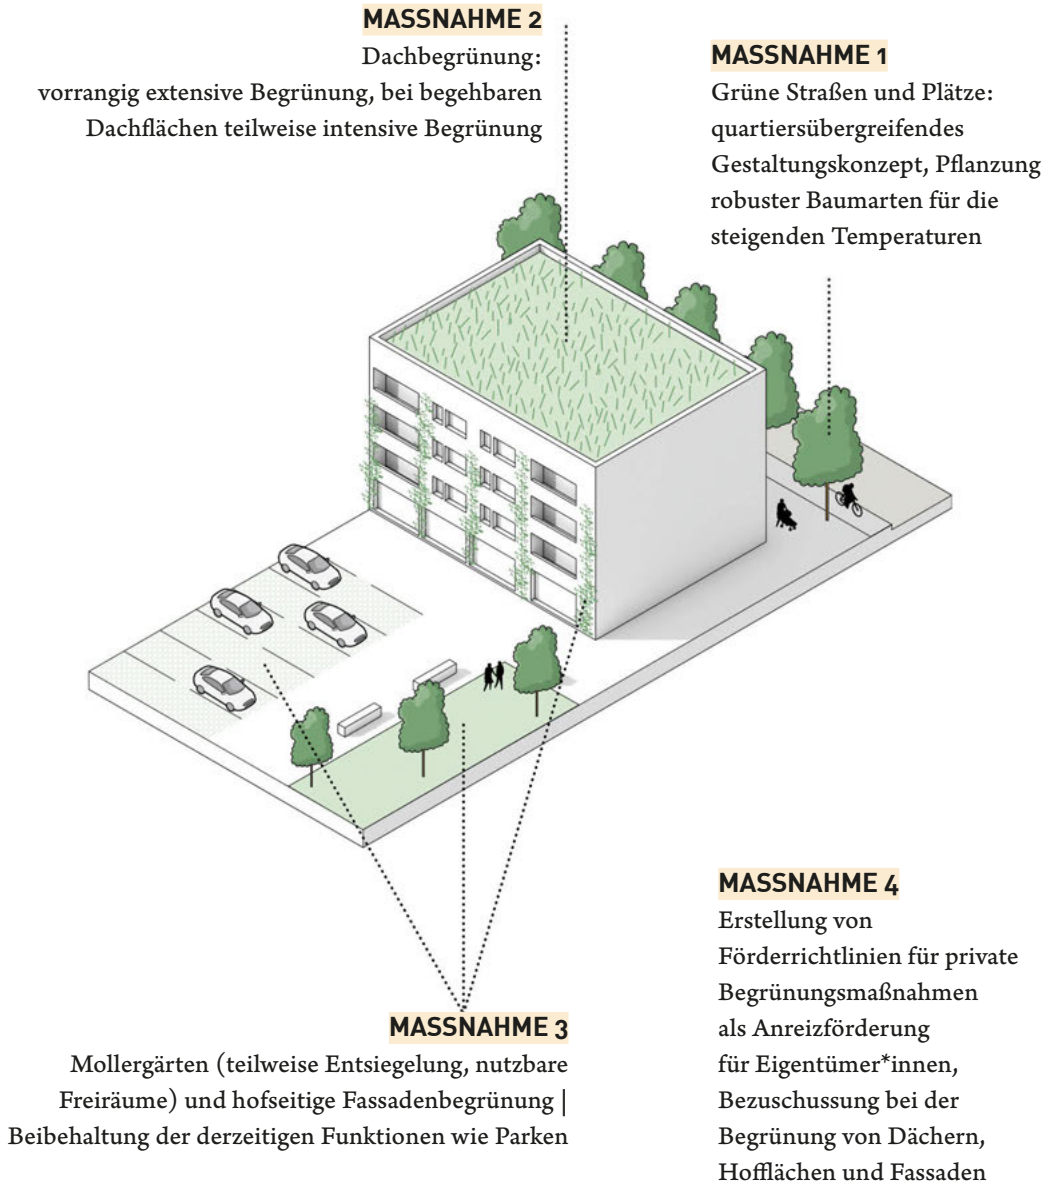 MASSNAHME 2
Dachbegrünung:
vorrangig extensive Begrünung, bei begehbaren
Dachflächen teilweise intensive Begrünung
MASSNAHME 1
Grüne Straßen und Plätze:
quartiersübergreifendes
Gestaltungskonzept, Pflanzung
robuster Baumarten für die
steigenden Temperaturen
MASSNAHME 3
Mollergärten (teilweise Entsiegelung, nutzbare
Freiräume) und hofseitige Fassadenbegrünung |
Beibehaltung der derzeitigen Funktionen wie Parken
MASSNAHME 4
Erstellung von
Förderrichtlinien für private
Begrünungsmaßnahmen
als Anreizförderung
für Eigentümer*innen,
Bezuschussung bei der
Begrünung von Dächern,
Hofflächen und Fassaden